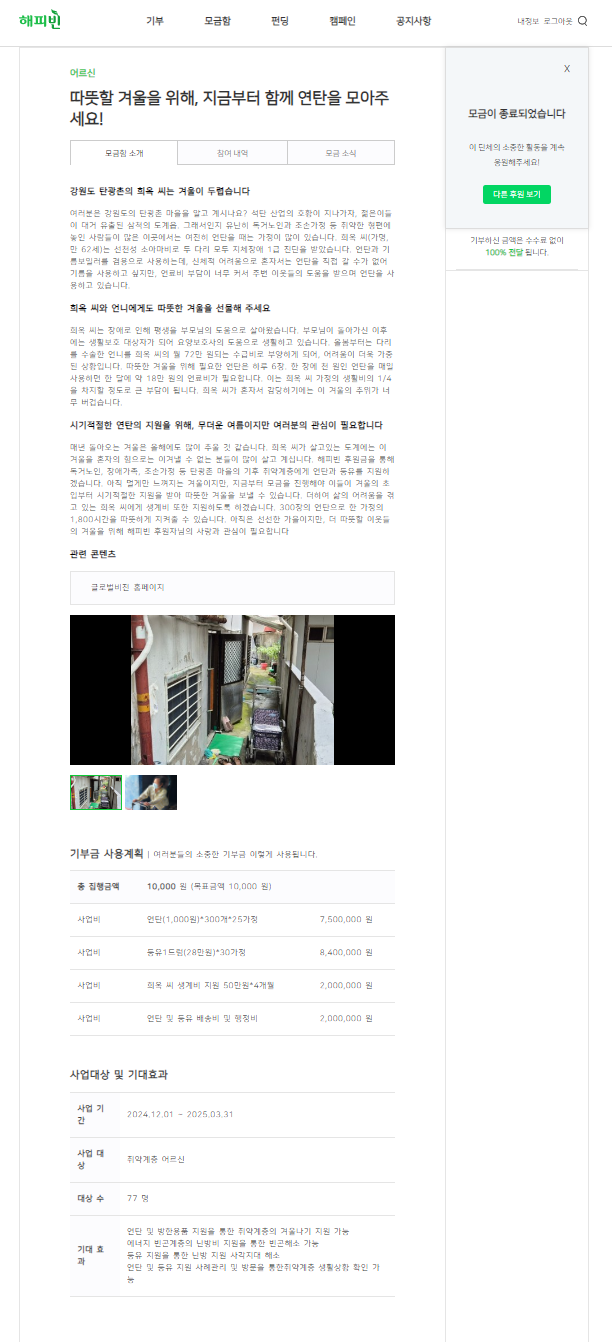 해피빈
기부 모금함 펀딩 캠페인 공지사항
내정보 로그아웃
어르신
따뜻할 겨울을 위해, 지금부터 함께 연탄을 모아주
세요!
모금함 소개 참여 내역 모금 소식
강원도 탄광촌의 희옥 씨는 겨울이 두렵습니다
여러분은 강원도의 탄광촌 마을을 알고 계시나요? 석탄 산업의 호황이 지나가자, 젊은이들
이 대거 유출된 삼척의 도계읍. 그래서인지 유난히 독거노인과 조손가정 등 취약한 형편에
놓인 사람들이 많은 이곳에서는 여전히 연탄을 때는 가정이 많이 있습니다. 희옥 씨(가명,
만 62세)는 선천성 소아마비로 두 다리 모두 지체장애 1급 진단을 받았습니다. 연탄과 기
름보일러를 겸용으로 사용하는데, 신체적 어려움으로 혼자서는 연탄을 직접 갈 수가 없어
기름을 사용하고 싶지만, 연료비 부담이 너무 커서 주변 이웃들의 도움을 받으며 연탄을 사
용하고 있습니다.
희옥 씨와 언니에게도 따뜻한 겨울을 선물해 주세요
희옥 씨는 장애로 인해 평생을 부모님의 도움으로 살아왔습니다. 부모님이 돌아가신 이후
에는 생활보호 대상자가 되어 요양보호사의 도움으로 생활하고 있습니다. 올봄부터는 다리
를 수술한 언니를 희옥 씨의 월 72만 원되는 수급비로 부양하게 되어, 어려움이 더욱 가중
된 상황입니다. 따뜻한 겨울을 위해 필요한 연탄은 하루 6장. 한 장에 천 원인 연탄을 매일
사용하면 한 달에 약 18만 원의 연료비가 필요합니다. 이는 희옥 씨 가정의 생활비의 1/4
을 차지할 정도로 큰 부담이 됩니다. 희옥 씨가 혼자서 감당하기에는 이 겨울의 추위가 너
무 버겁습니다.
시기적절한 연탄의 지원을 위해, 무더운 여름이지만 여러분의 관심이 필요합니다
매년 돌아오는 겨울은 올해에도 많이 추울 것 같습니다. 희옥 씨가 살고있는 도계에는 이
겨울을 혼자의 힘으로는 이겨낼 수 없는 분들이 많이 살고 계십니다. 해피빈 후원금을 통해
독거노인, 장애가족, 조손가정 등 탄광촌 마을의 기후 취약계층에게 연탄과 등유를 지원하
겠습니다. 아직 멀게만 느껴지는 겨울이지만, 지금부터 모금을 진행해야 이들이 겨울의 초
입부터 시기적절한 지원을 받아 따뜻한 겨울을 보낼 수 있습니다. 더하여 삶의 어려움을 겪
고 있는 희옥 씨에게 생계비 또한 지원하도록 하겠습니다. 300장의 연탄으로 한 가정의
1,800시간을 따뜻하게 지켜줄 수 있습니다. 아직은 선선한 가을이지만, 더 따뜻할 이웃들
의 겨울을 위해 해피빈 후원자님의 사랑과 관심이 필요합니다
관련 콘텐츠
글로벌비전 홈페이지
기부금 사용계획 | 여러분들의 소중한 기부금 이렇게 사용됩니다.
총 집행금액 10,000 원 (목표금액 10,000 원)
사업비 연탄(1,000원)*300개*25가정 7,500,000 원
사업비 등유1드럼(28만원)*30가정 8,400,000 원
사업비 희옥 씨 생계비 지원 50만원*4개월 2,000,000 원
사업비 연탄 및 등유 배송비 및 행정비 2,000,000 원
사업대상 및 기대효과
사업 기
간
2024.12.01 ~ 2025.03.31
사업 대
상
취약계층 어르신
대상 수 77 명
기대 효
과
연탄 및 방한용품 지원을 통한 취약계층의 겨울나기 지원 가능
에너지 빈곤계층의 난방비 지원을 통한 빈곤해소 가능
등유 지원을 통한 난방 지원 사각지대 해소
연탄 및 등유 지원 사례관리 및 방문을 통한취약계층 생활상황 확인 가
능
X
모금이 종료되었습니다
이 단체의 소중한 활동을 계속
응원해주세요!
다른 후원 보기
기부하신 금액은 수수료 없이
100% 전달 됩니다.